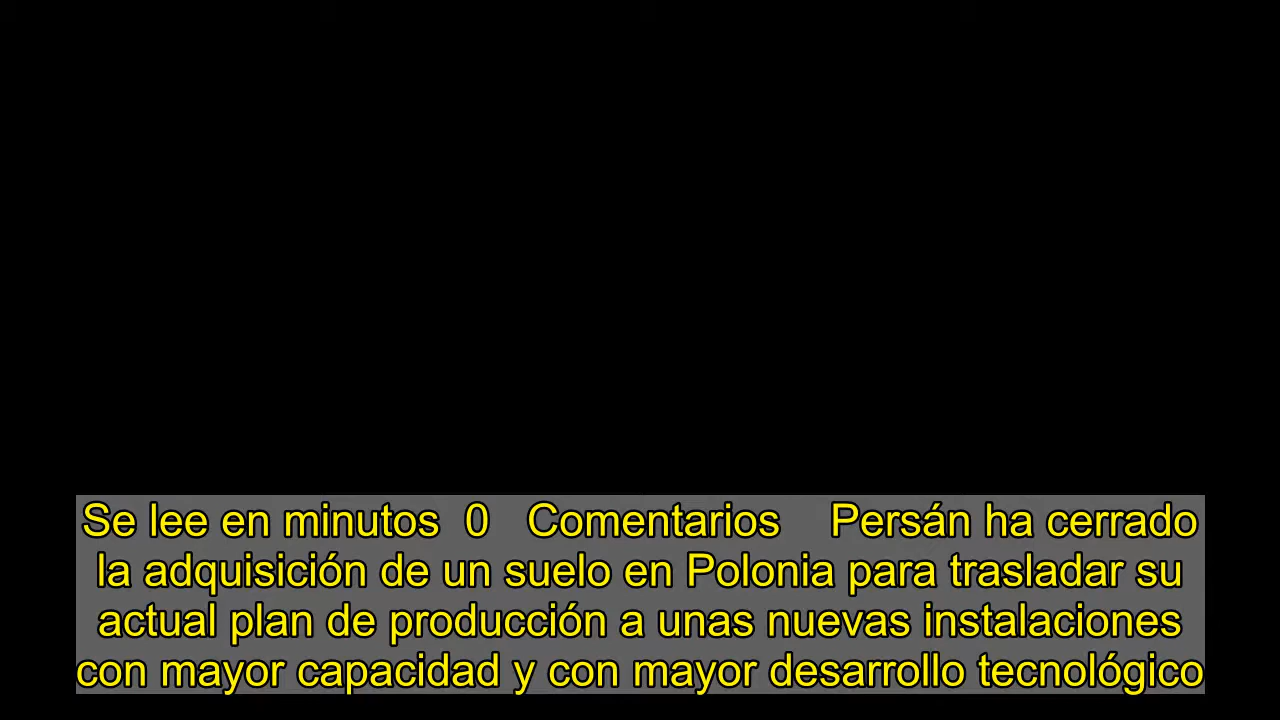 Se lee en minutos  0   Comentarios    Persán ha cerrado
la adquisición de un suelo en Polonia para trasladar su
actual plan de producción a unas nuevas instalaciones
con mayor capacidad y con mayor desarrollo tecnológico